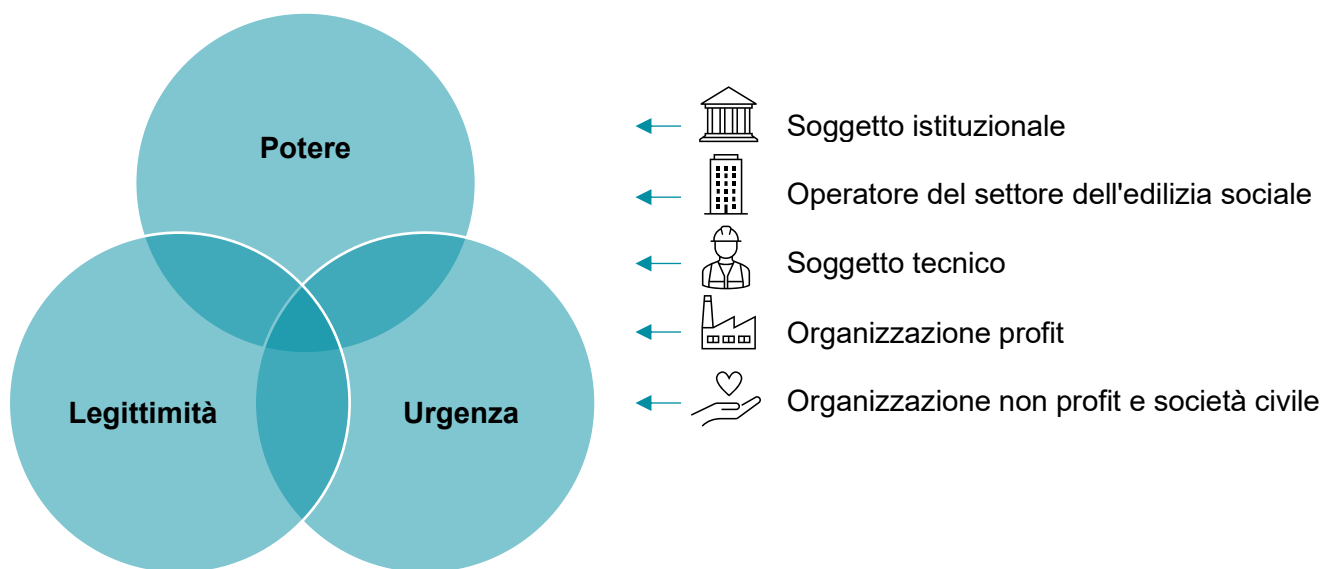 Potere
Legittimità
Urgenza
Soggetto istituzionale
Operatore del settore dell'edilizia sociale
Soggetto tecnico
Organizzazione profit
Organizzazione non profit e società civile